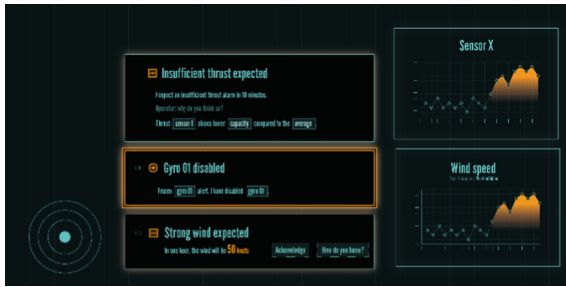 Insufficient thrust expected
I expect an insufficient thrust alarm in 10 minutes.
Operator: why do you think so?
Thrust sensor 1 shows lower capacity compared to the average.
Gyro 01 disabled
Frozen gyro 01 alert. I have disabled gyro 01.
Strong wind expected
In one hour, the wind will be 50 knots
Acknowledge
How do you know?
Sensor X
Wind speed